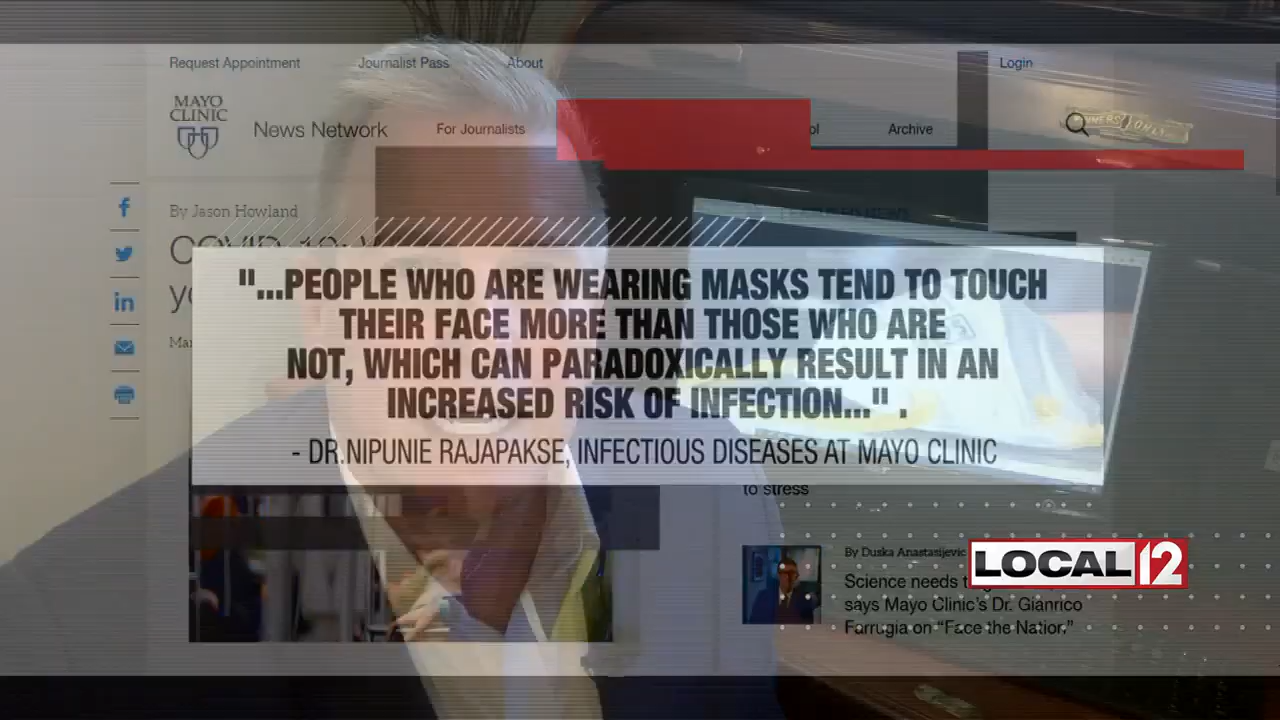 Request Appointment Journalist Pass About Login
MAYO
CLINIC
News Network For Journalists Archive
By Jason Howland
"...PEOPLE WHO ARE WEARING MASKS TEND TO TOUCH
THEIR FACE MORE THAN THOSE WHO ARE
NOT, WHICH CAN PARADOXICALLY RESULT IN AN
INCREASED RISK OF INFECTION..." .
- DR.NIPUNIE RAJAPAKSE, INFECTIOUS DISEASES AT MAYO CLINIC
to stress
By Duska Anastasijevic
LOCAL 12
Science needs
says Mayo Clinic's Dr. Gianrico
Farrugia on "Face the Nation"